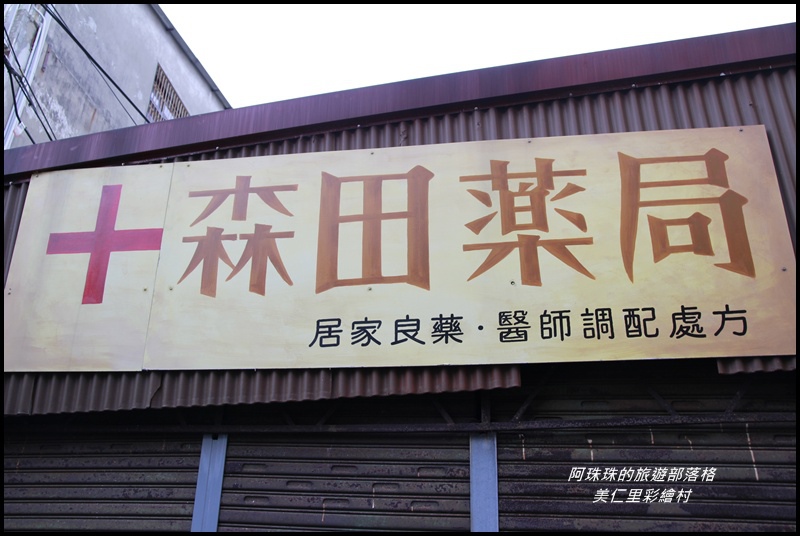 森田薬局
居家良藥·醫師調配處方
阿珠珠的旅遊部落格
美仁里彩繪村